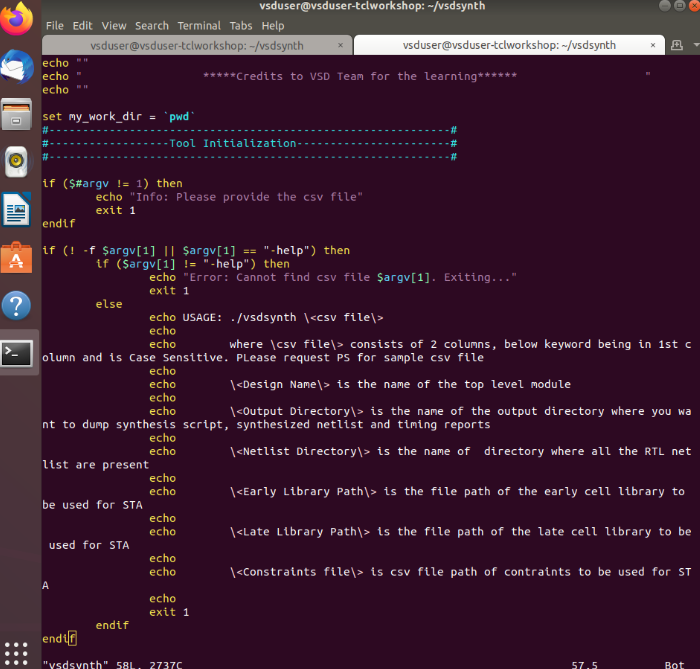 vsduser@vsduser-tclworkshop: ~/vsdsynth
File Edit View Search Terminal Tabs Help
vsduser@vsduser-tclworkshop: ~/vsdsynth × vsduser@vsduser-tclworkshop: ~/vsdsynth ×
echo ""
echo " *****Credits to VSD Team for the learning****** "
echo ""
set my_work_dir = `pwd`
#------------------------------------------------------------#
#------------------Tool Initialization-----------------------#
#------------------------------------------------------------#
if ($#argv != 1) then
echo "Info: Please provide the csv file"
exit 1
endif
if (! -f $argv[1] || $argv[1] == "-help") then
if ($argv[1] != "-help") then
echo "Error: Cannot find csv file $argv[1]. Exiting..."
exit 1
else
echo USAGE: ./vsdsynth \<csv file\>
echo
echo where \<csv file\> consists of 2 columns, below keyword being in 1st c
olumn and is Case Sensitive. PLease request PS for sample csv file
echo
echo \<Design Name\> is the name of the top level module
echo
echo \<Output Directory\> is the name of the output directory where you wa
nt to dump synthesis script, synthesized netlist and timing reports
echo
echo \<Netlist Directory\> is the name of  directory where all the RTL net
list are present
echo
echo \<Early Library Path\> is the file path of the early cell library to
be used for STA
echo
echo \<Late Library Path\> is the file path of the late cell library to be
used for STA
echo
echo \<Constraints file\> is csv file path of contraints to be used for ST
A
echo
exit 1
endif
endif
"vsdsynth" 58L, 2737C 57,5 Bot